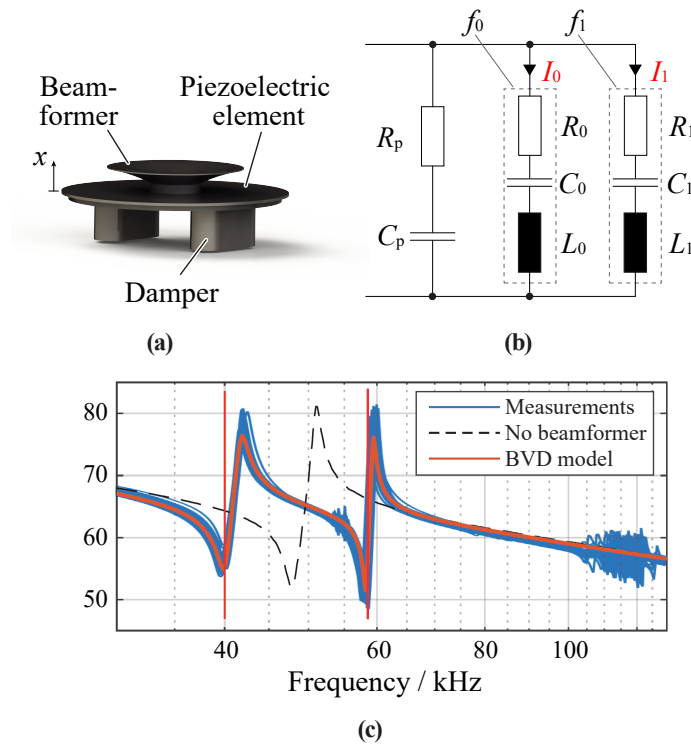 Beam-
former
Piezoelectric
element
x
Damper
(a)
f0
f1
I0
I1
Rp
R0
R1
C0
C1
Cp
L0
L1
(b)
80
70
60
50
Measurements
No beamformer
BVD model
40
60
80
100
Frequency / kHz
(c)